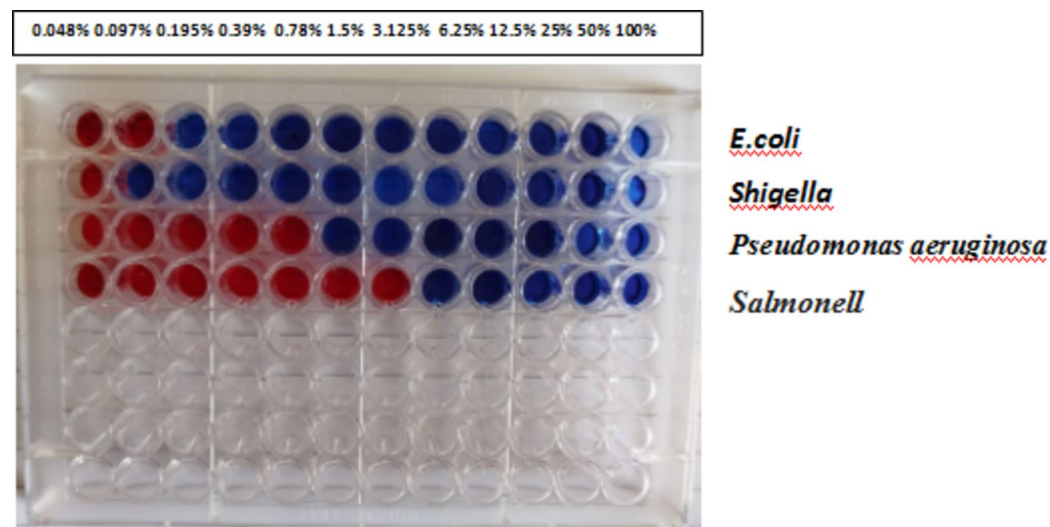 0.048% 0.097% 0.195% 0.39% 0.78% 1.5% 3.125% 6.25% 12.5% 25% 50% 100%
E.coli
Shigella
Pseudomonas aeruginosa
Salmonell